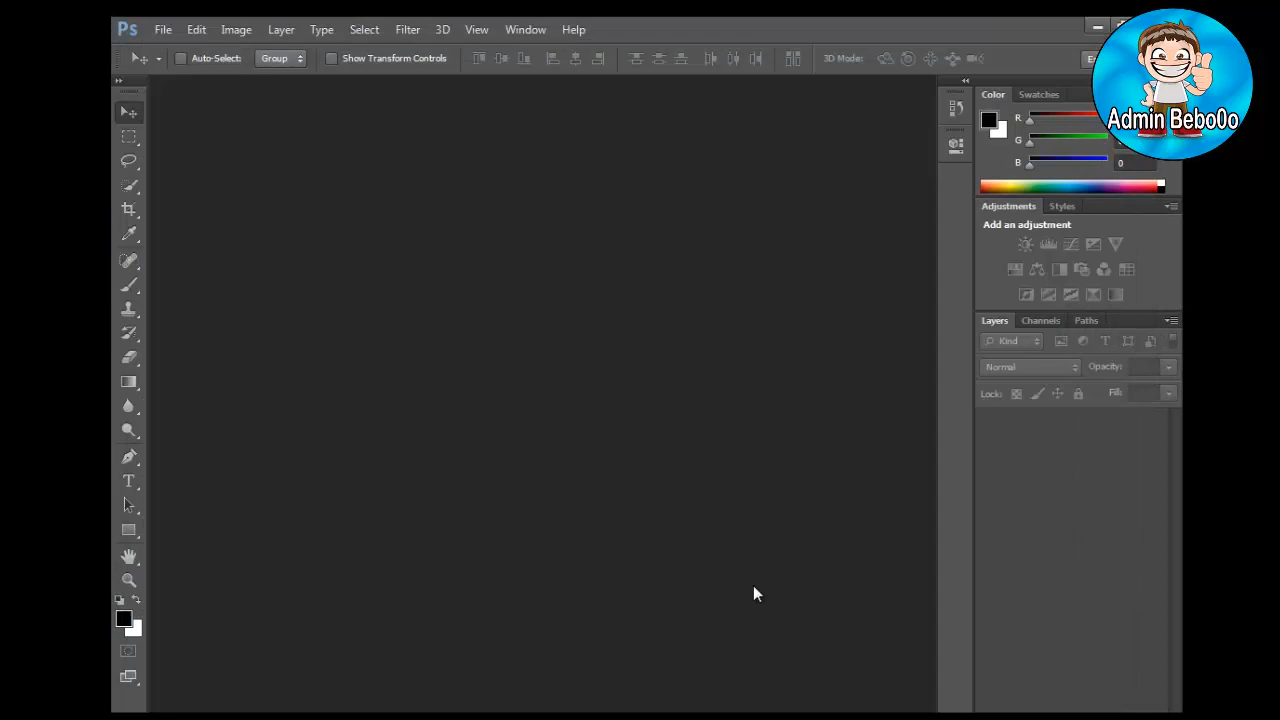 Ps File Edit Image Layer Type Select Filter 3D View Window Help
Auto-Select: Group Show Transform Controls 3D Mode:
Admin Bebo0o
Color Swatches
R
G
B 0
Adjustments Styles
Add an adjustment
Layers Channels Paths
Kind
Normal Opacity:
Lock: Fill:
T